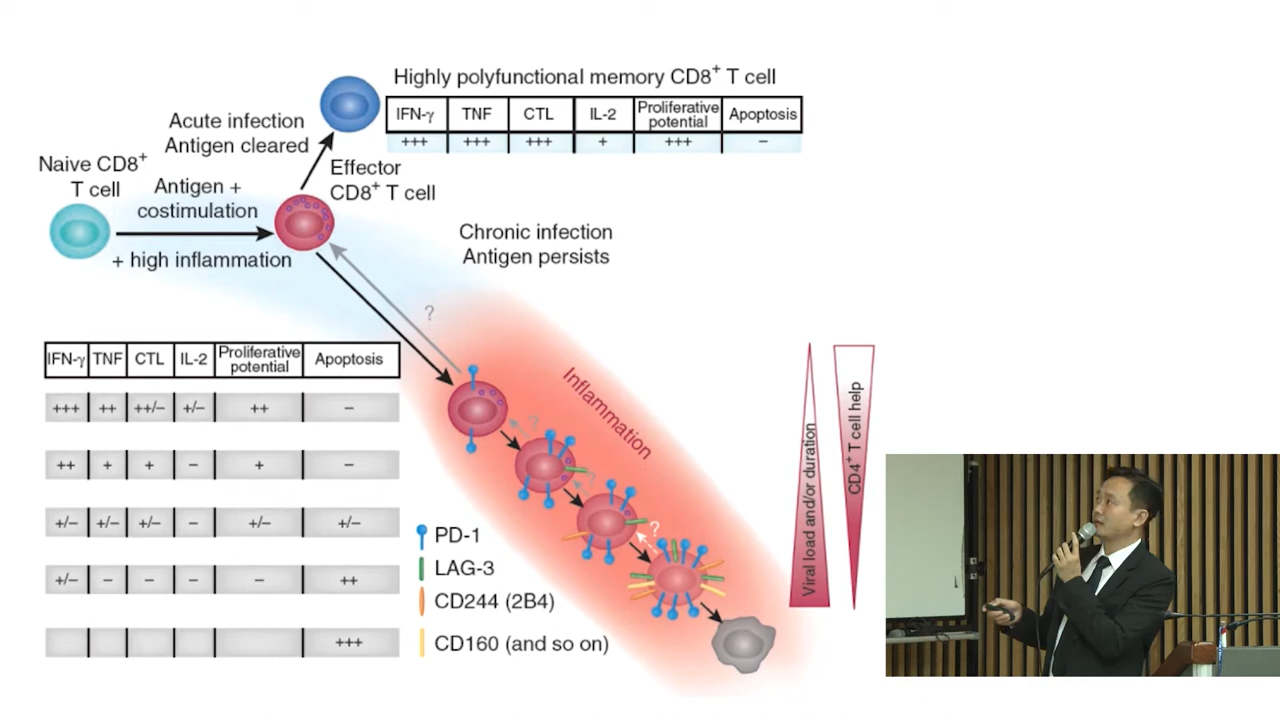 Highly polyfunctional memory CD8⁺ T cell
IFN-γ TNF CTL IL-2 Proliferative potential Apoptosis
+++ +++ +++ + +++ −
Acute infection
Antigen cleared
Naive CD8⁺
T cell
Antigen +
costimulation
+ high inflammation
Effector
CD8⁺ T cell
Chronic infection
Antigen persists
?
IFN-γ TNF CTL IL-2 Proliferative potential Apoptosis
+++ ++ ++/− +/− ++ −
++ + + − + −
+/− +/− +/− − +/− +/−
+/− − − − − ++
+++
Inflammation
?
?
?
PD-1
LAG-3
CD244 (2B4)
CD160 (and so on)
Viral load and/or duration
CD4⁺ T cell help